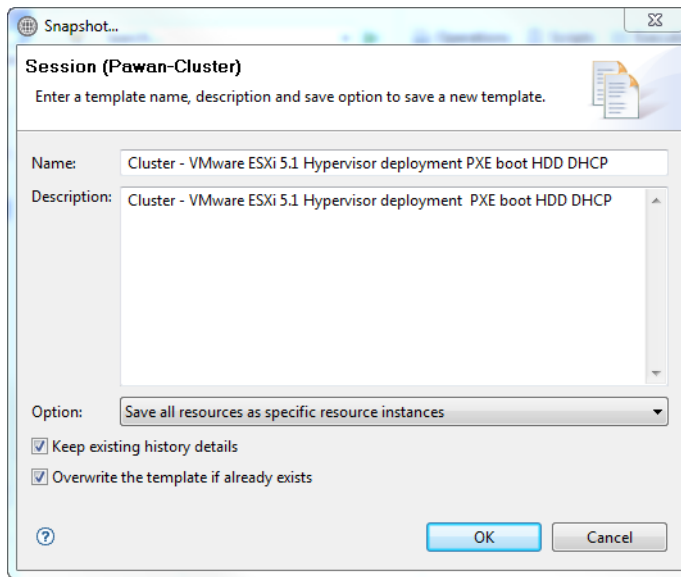 Snapshot...
Session (Pawan-Cluster)
Enter a template name, description and save option to save a new template.
Name: Cluster - VMware ESXi 5.1 Hypervisor deployment PXE boot HDD DHCP
Description: Cluster - VMware ESXi 5.1 Hypervisor deployment  PXE boot HDD DHCP
Option: Save all resources as specific resource instances
Keep existing history details
Overwrite the template if already exists
OK Cancel